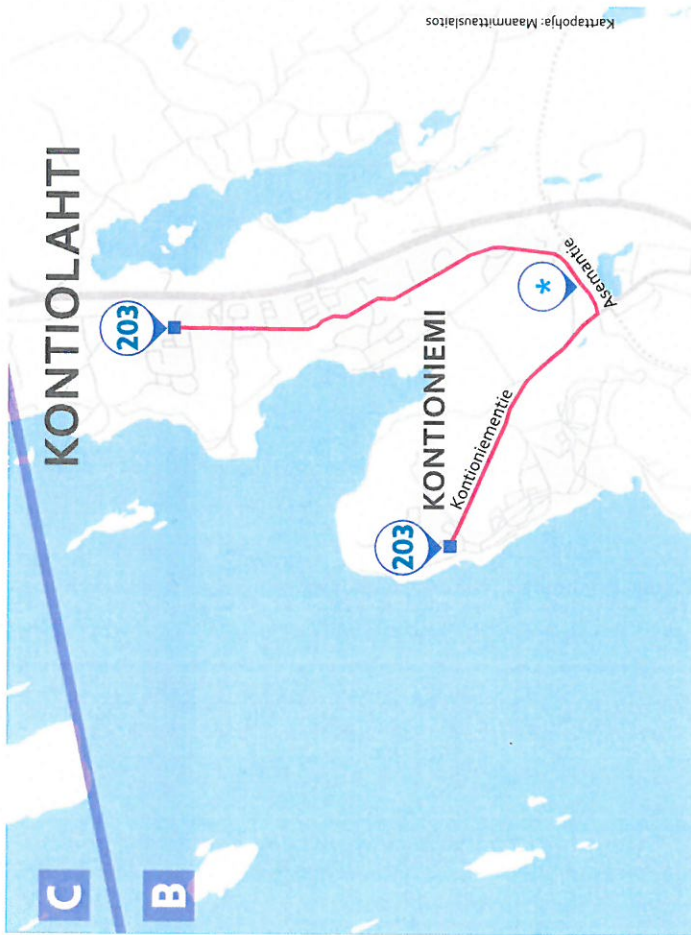 C
B
KONTIOLAHTI
203
KONTIONIEMI
203
Kontioniementie
*
Asemantie
Karttapohja: Maanmittauslaitos